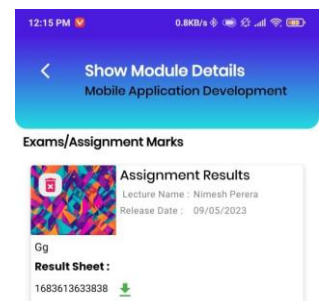 12:15 PM 0.8KB/s
Show Module Details
Mobile Application Development
Exams/Assignment Marks
Assignment Results
Lecture Name : Nimesh Perera
Release Date : 09/05/2023
Gg
Result Sheet :
1683613633838